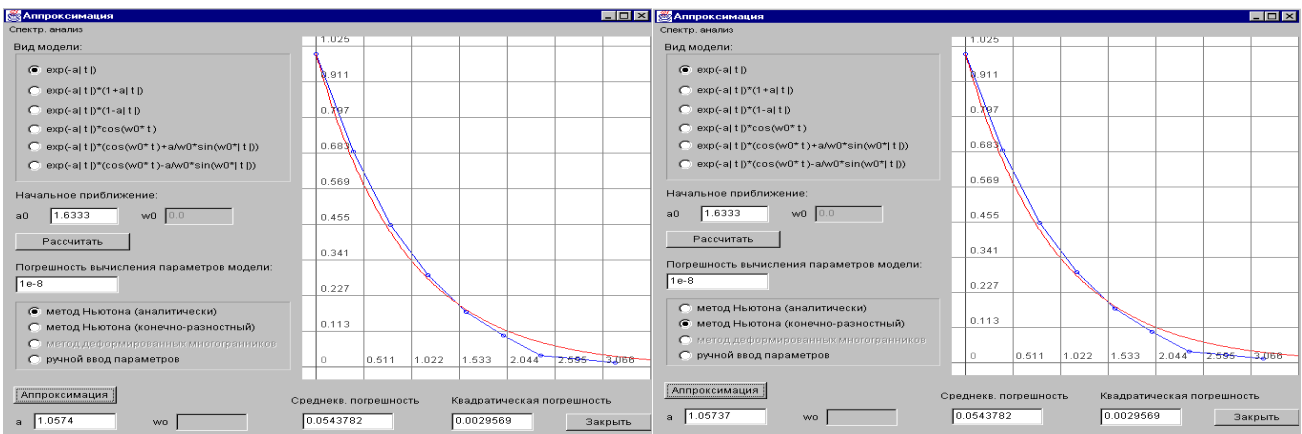 Аппроксимация
Спектр. анализ
Вид модели:
exp(-a| t |)
exp(-a| t |)*(1+a| t |)
exp(-a| t |)*(1-a| t |)
exp(-a| t |)*cos(w0* t )
exp(-a| t |)*(cos(w0* t )+a/w0*sin(w0*| t |))
exp(-a| t |)*(cos(w0* t )-a/w0*sin(w0*| t |))
Начальное приближение:
a0 1.6333 w0 0.0
Рассчитать
Погрешность вычисления параметров модели:
1e-8
метод Ньютона (аналитически)
метод Ньютона (конечно-разностный)
метод деформированных многогранников
ручной ввод параметров
Аппроксимация
a 1.0574 wo
1.025
0.911
0.797
0.683
0.569
0.455
0.341
0.227
0.113
0 0.511 1.022 1.533 2.044 2.595 3.066
Среднекв. погрешность Квадратическая погрешность
0.0543782 0.0029569 Закрыть
Аппроксимация
Спектр. анализ
Вид модели:
exp(-a| t |)
exp(-a| t |)*(1+a| t |)
exp(-a| t |)*(1-a| t |)
exp(-a| t |)*cos(w0* t )
exp(-a| t |)*(cos(w0* t )+a/w0*sin(w0*| t |))
exp(-a| t |)*(cos(w0* t )-a/w0*sin(w0*| t |))
Начальное приближение:
a0 1.6333 w0 0.0
Рассчитать
Погрешность вычисления параметров модели:
1e-8
метод Ньютона (аналитически)
метод Ньютона (конечно-разностный)
метод деформированных многогранников
ручной ввод параметров
Аппроксимация
a 1.05737 wo
1.025
0.911
0.797
0.683
0.569
0.455
0.341
0.227
0.113
0 0.511 1.022 1.533 2.044 2.595 3.066
Среднекв. погрешность Квадратическая погрешность
0.0543782 0.0029569 Закрыть